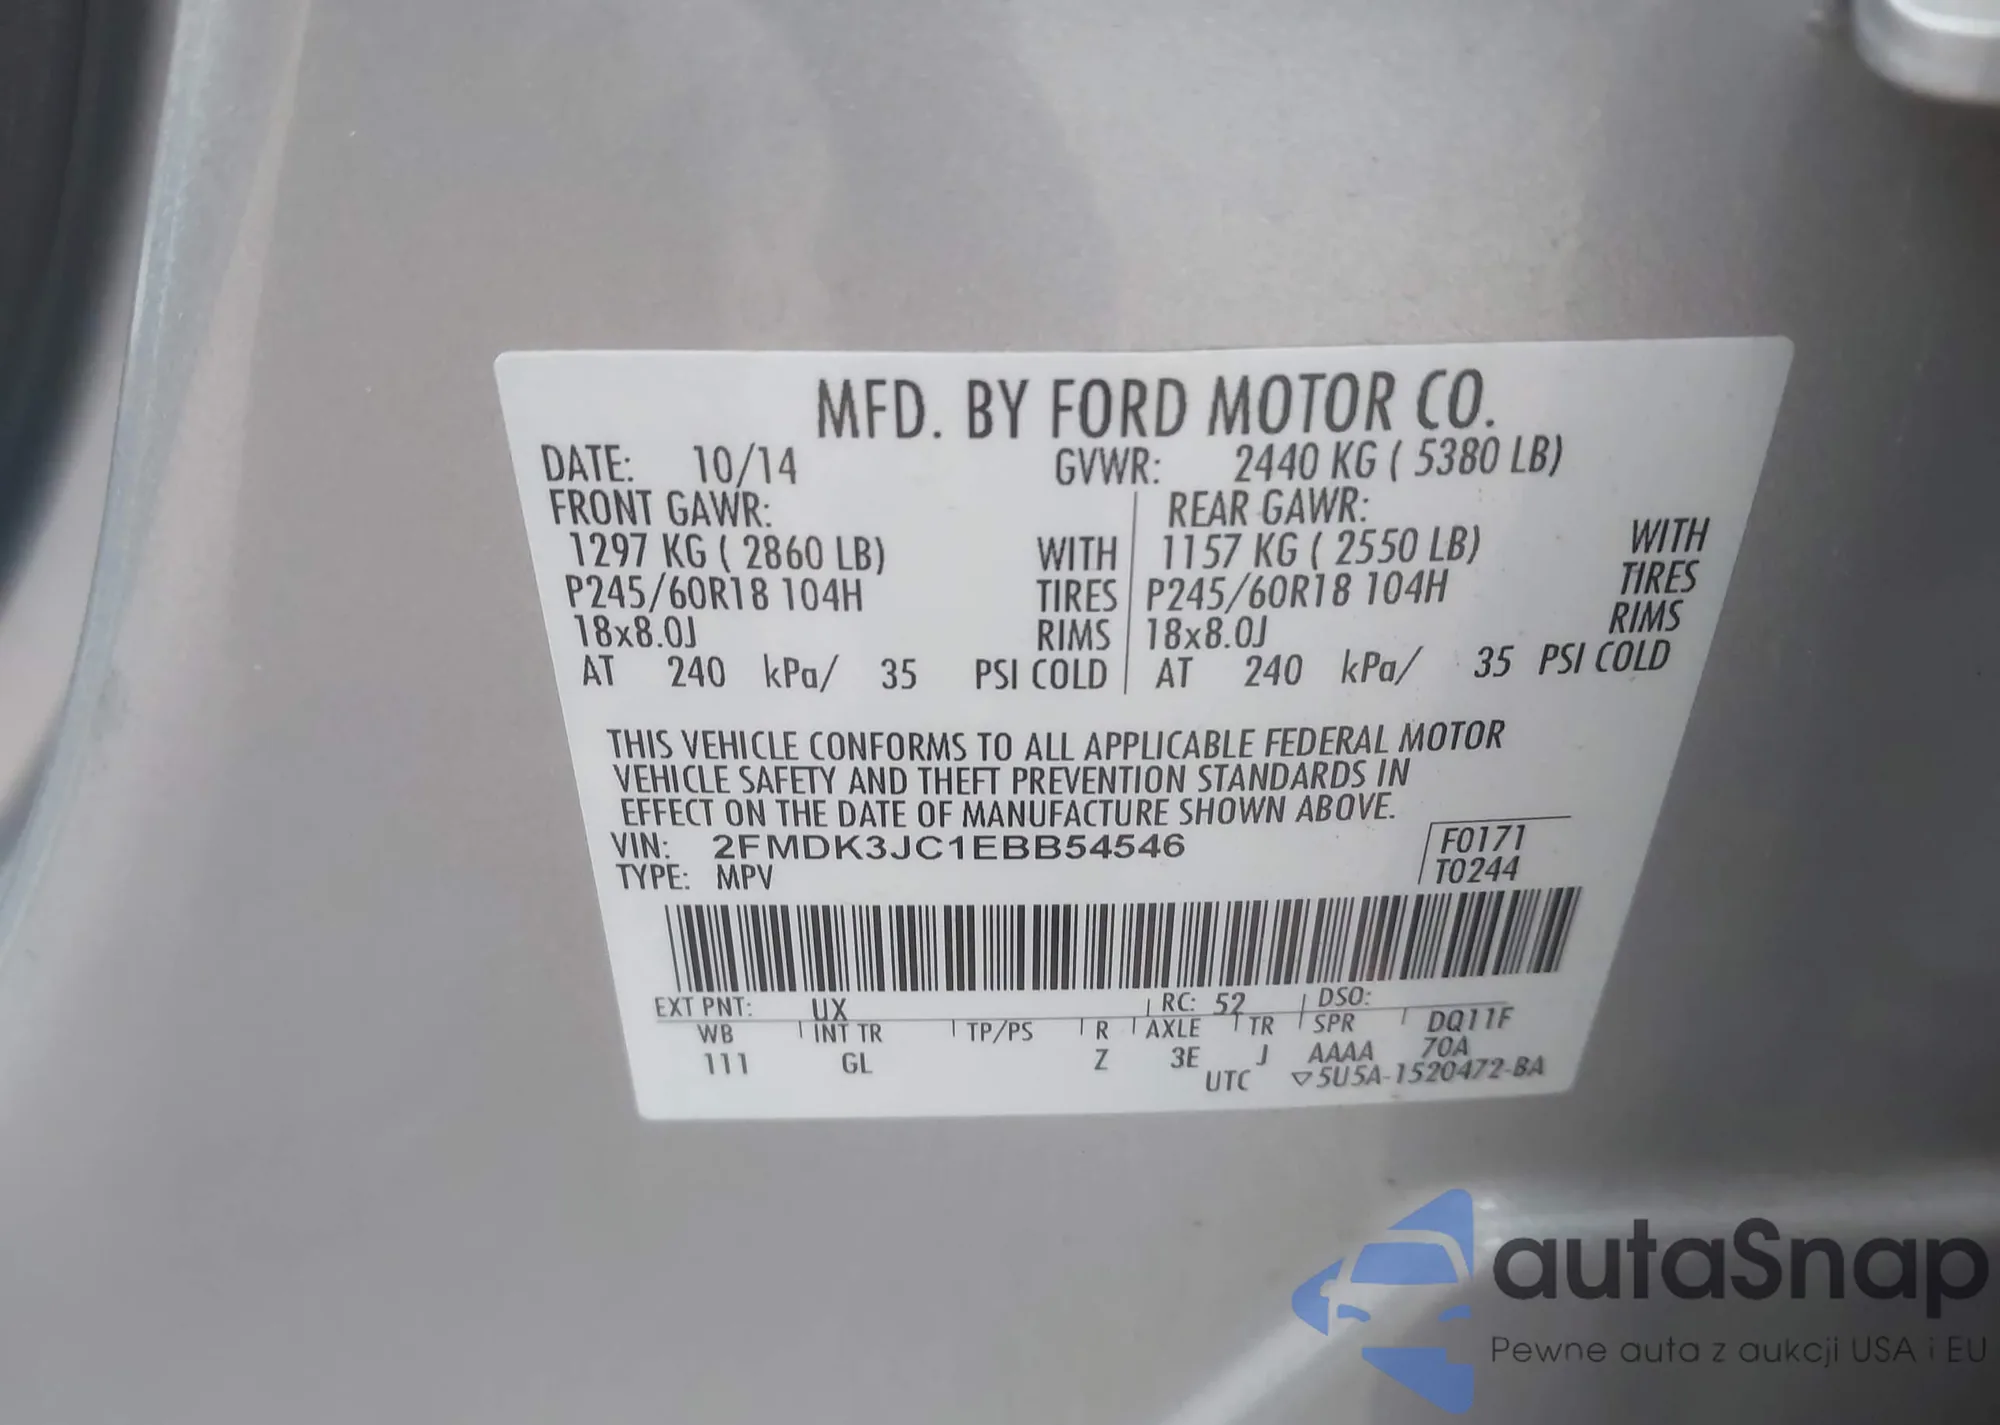 MFD. BY FORD MOTOR CO.
DATE: 10/14 GVWR: 2440 KG ( 5380 LB)
FRONT GAWR: REAR GAWR:
1297 KG ( 2860 LB) WITH 1157 KG ( 2550 LB) WITH
P245/60R18 104H TIRES P245/60R18 104H TIRES
18x8.0J RIMS 18x8.0J RIMS
AT 240 kPa/ 35 PSI COLD AT 240 kPa/ 35 PSI COLD
THIS VEHICLE CONFORMS TO ALL APPLICABLE FEDERAL MOTOR
VEHICLE SAFETY AND THEFT PREVENTION STANDARDS IN
EFFECT ON THE DATE OF MANUFACTURE SHOWN ABOVE.
VIN: 2FMDK3JC1EBB54546 F0171
TYPE: MPV T0244
EXT PNT: UX RC: 52 DSO:
WB INT TR TP/PS R AXLE TR SPR DQ11F
111 GL Z 3E J AAAA 70A
UTC ▽5U5A-1520472-BA
autaSnap
Pewne auta z aukcji USA i EU